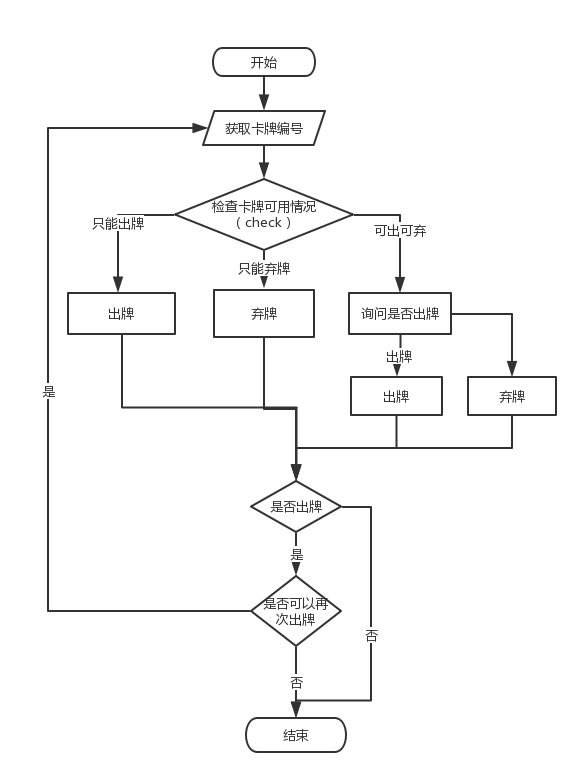 开始
获取卡牌编号
检查卡牌可用情况
（check）
只能出牌
只能弃牌
可出可弃
出牌
弃牌
询问是否出牌
出牌
出牌
弃牌
是
是否出牌
是
是否可以再
次出牌
否
否
结束